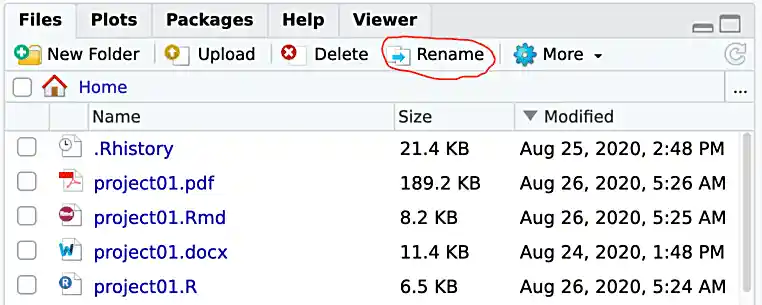 Files Plots Packages Help Viewer
New Folder Upload Delete Rename More
Home ...
Name Size Modified
.Rhistory 21.4 KB Aug 25, 2020, 2:48 PM
project01.pdf 189.2 KB Aug 26, 2020, 5:26 AM
project01.Rmd 8.2 KB Aug 26, 2020, 5:25 AM
project01.docx 11.4 KB Aug 24, 2020, 1:48 PM
project01.R 6.5 KB Aug 26, 2020, 5:24 AM